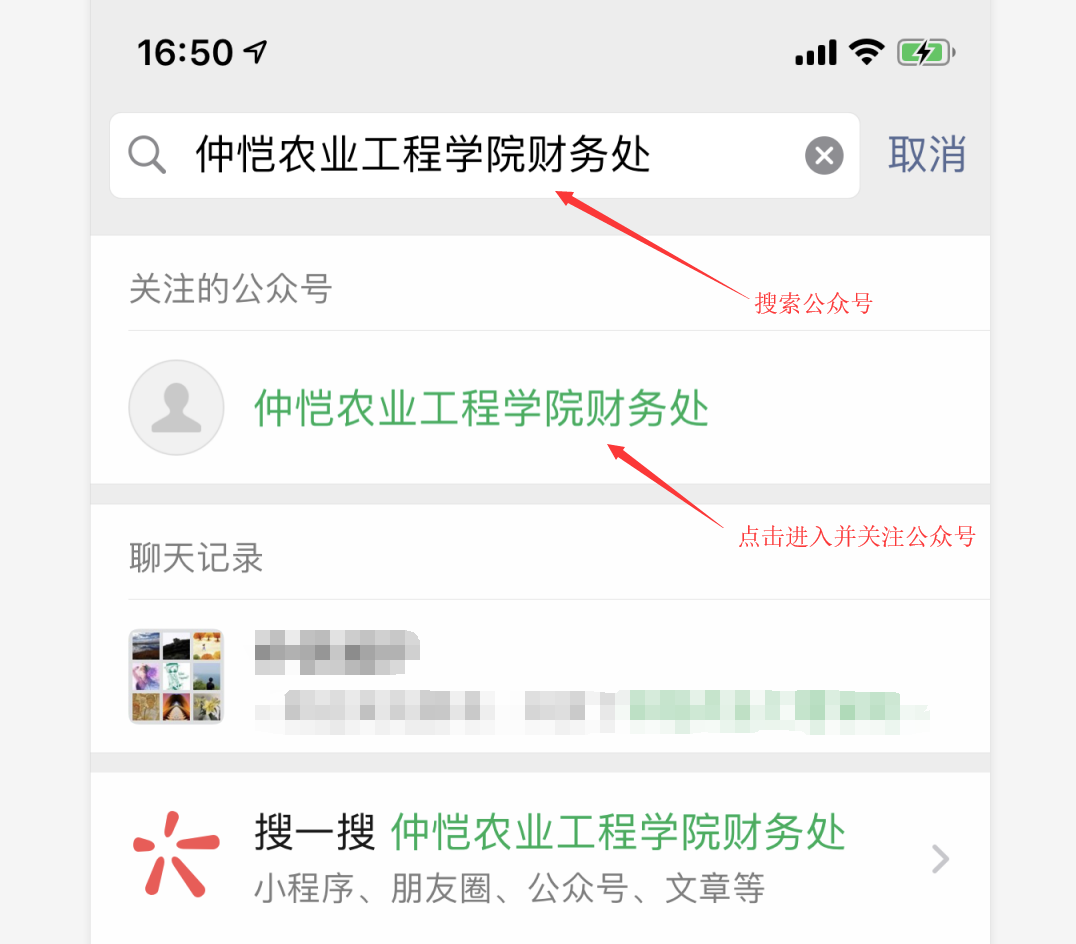 16:50
仲恺农业工程学院财务处
取消
关注的公众号
搜索公众号
仲恺农业工程学院财务处
点击进入并关注公众号
聊天记录
搜一搜 仲恺农业工程学院财务处
小程序、朋友圈、公众号、文章等